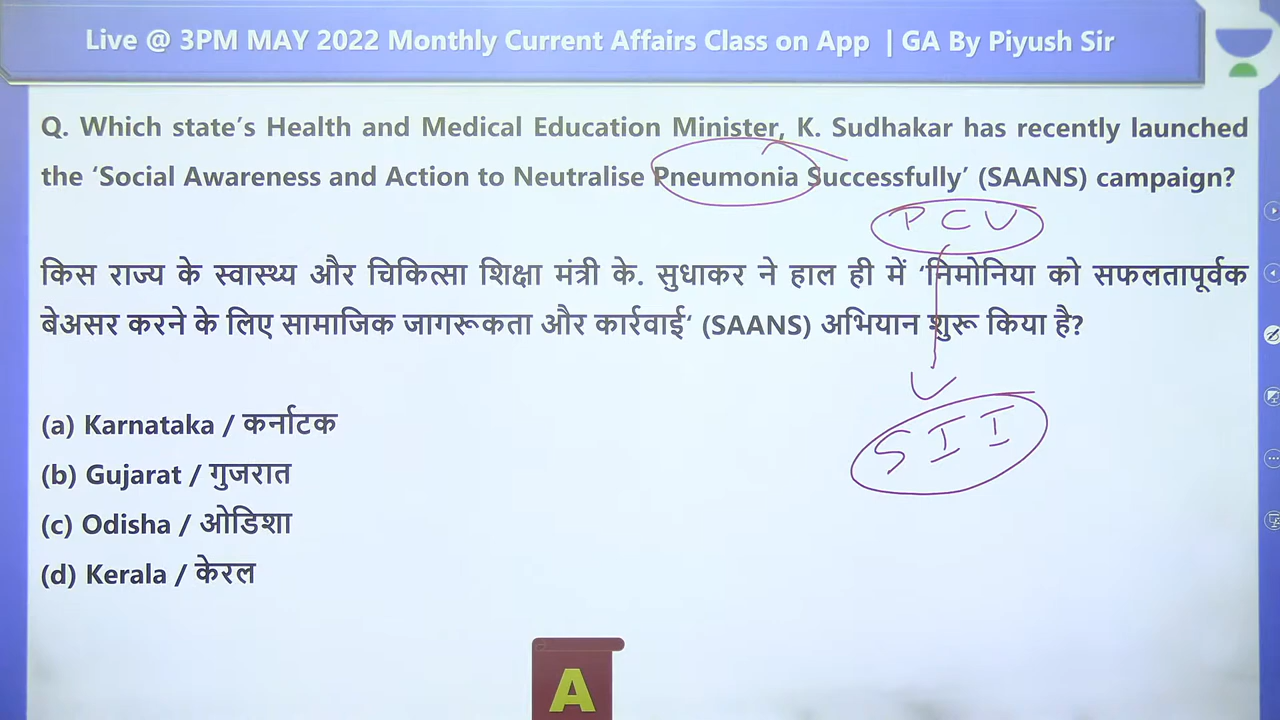 Live @ 3PM MAY 2022 Monthly Current Affairs Class on App | GA By Piyush Sir
Q. Which state's Health and Medical Education Minister, K. Sudhakar has recently launched
the 'Social Awareness and Action to Neutralise Pneumonia Successfully' (SAANS) campaign?
PCV
किस राज्य के स्वास्थ्य और चिकित्सा शिक्षा मंत्री के. सुधाकर ने हाल ही में 'निमोनिया को सफलतापूर्वक
बेअसर करने के लिए सामाजिक जागरूकता और कार्रवाई' (SAANS) अभियान शुरू किया है?
(a) Karnataka / कर्नाटक
SII
(b) Gujarat / गुजरात
(c) Odisha / ओडिशा
(d) Kerala / केरल
A